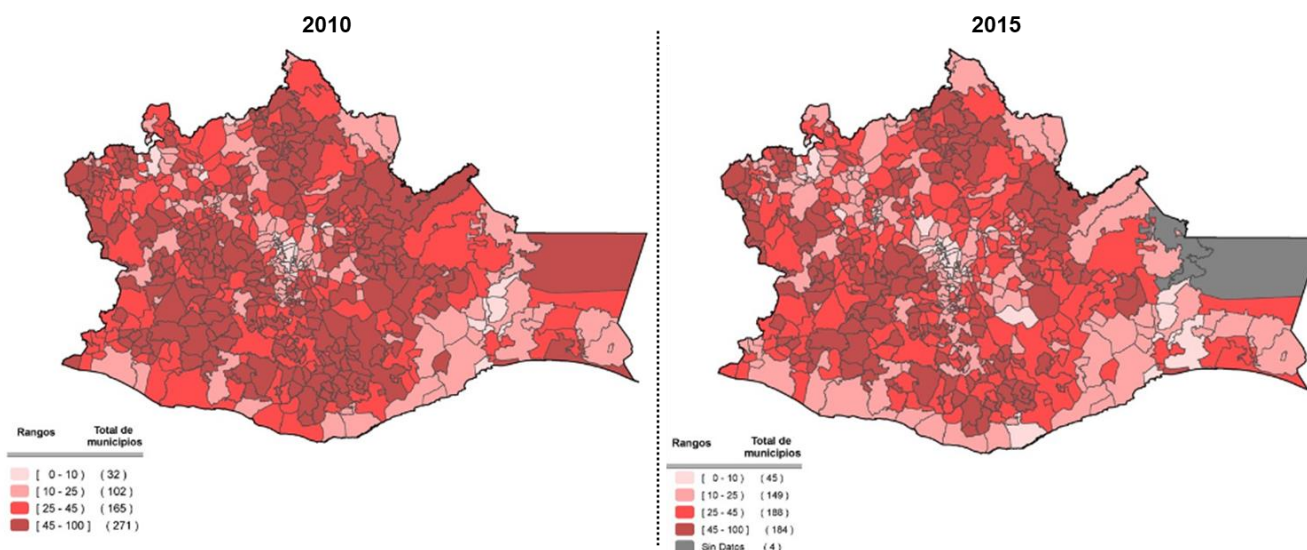 2010
2015
Rangos Total de municipios
[ 0 - 10 ) ( 32)
[ 10 - 25 ) ( 102)
[ 25 - 45 ) ( 165)
[ 45 - 100 ] ( 271)
Rangos Total de municipios
[ 0 - 10 ) ( 45)
[ 10 - 25 ) ( 149)
[ 25 - 45 ) ( 188)
[ 45 - 100 ] ( 184)
Sin Datos ( 4 )